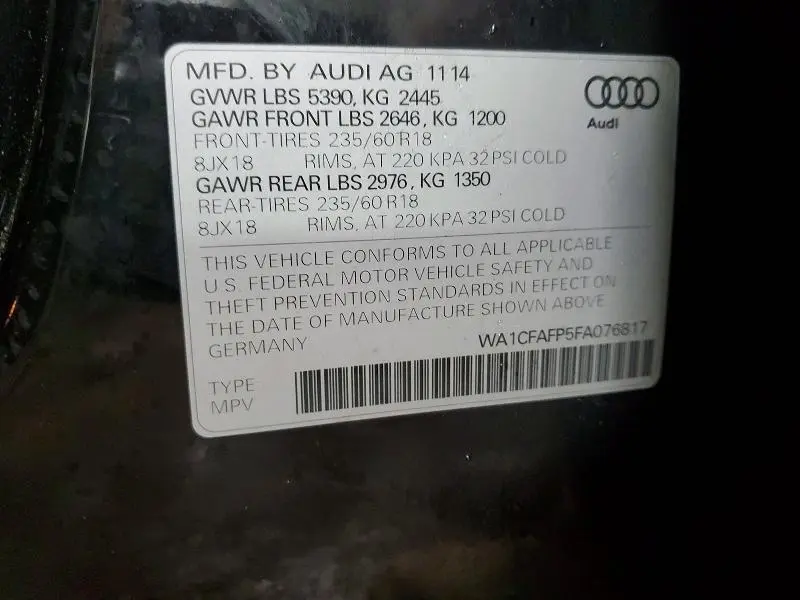 MFD. BY AUDI AG 1114
GVWR LBS 5390, KG 2445
GAWR FRONT LBS 2646, KG 1200
FRONT-TIRES 235/60 R18
8JX18 RIMS, AT 220 KPA 32 PSI COLD
GAWR REAR LBS 2976, KG 1350
REAR-TIRES 235/60 R18
8JX18 RIMS, AT 220 KPA 32 PSI COLD
Audi
THIS VEHICLE CONFORMS TO ALL APPLICABLE
U.S. FEDERAL MOTOR VEHICLE SAFETY AND
THEFT PREVENTION STANDARDS IN EFFECT ON
THE DATE OF MANUFACTURE SHOWN ABOVE.
GERMANY WA1CFAFP5FA076817
TYPE
MPV